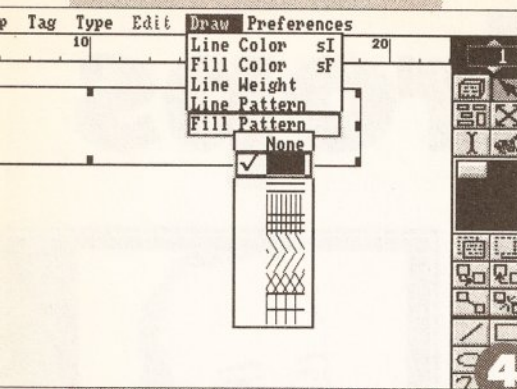 p Tag Type Edit Draw Preferences
10 20
Line Color sI
Fill Color sF
Line Weight
Line Pattern
Fill Pattern
None
1
4